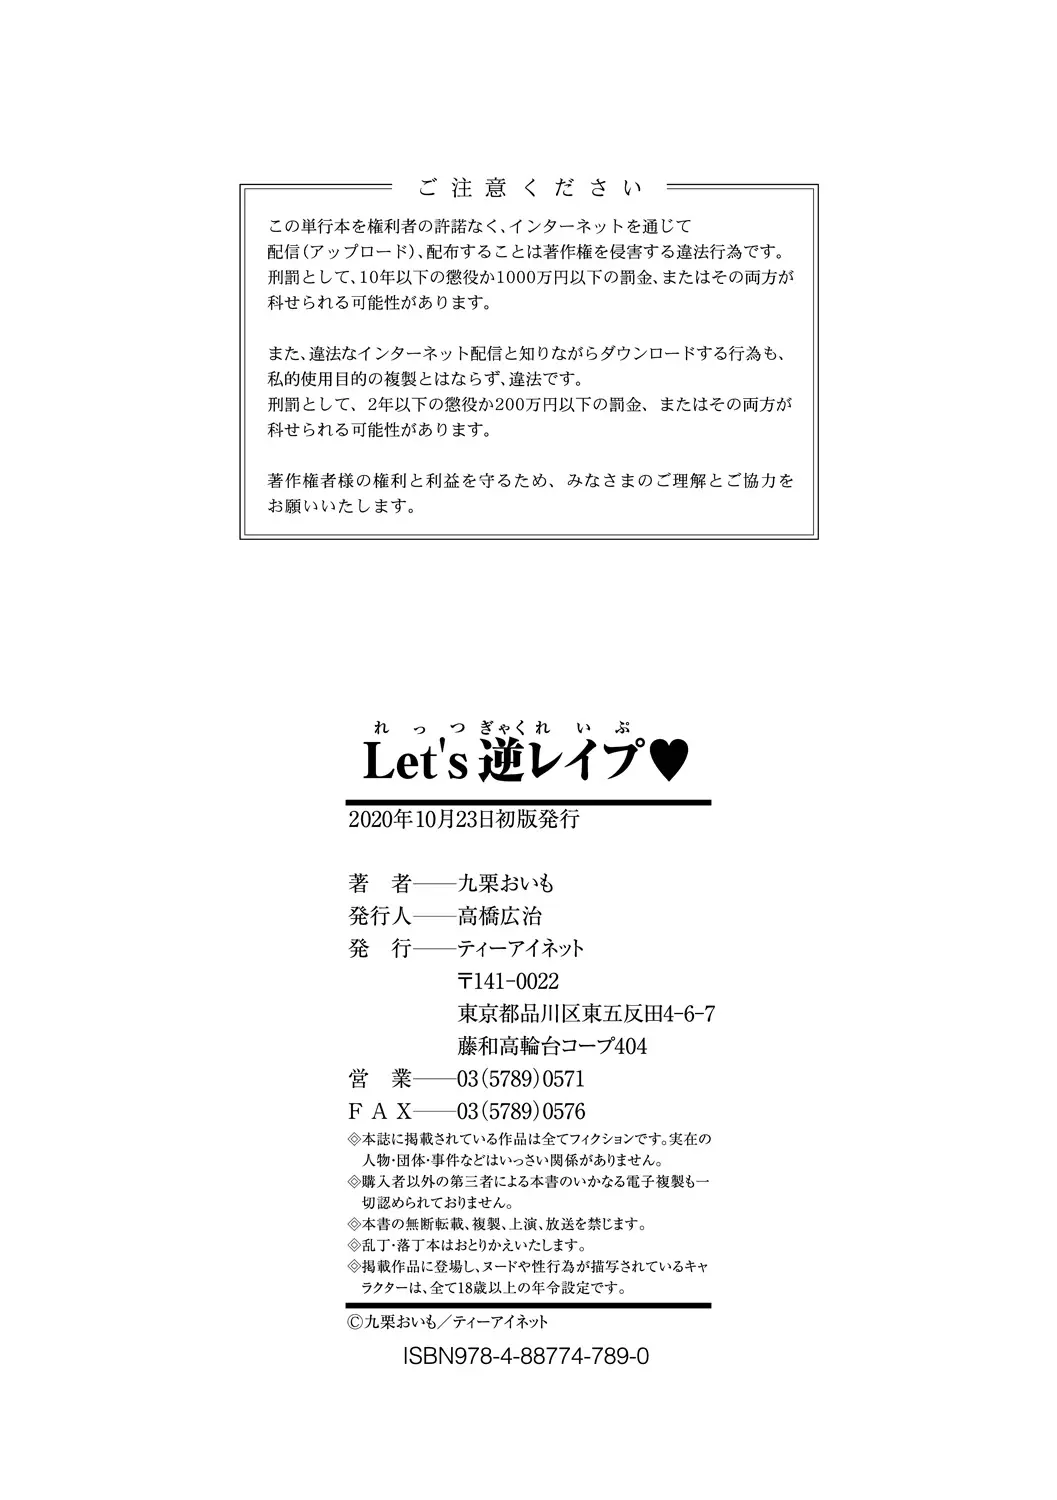 ご注意ください
この単行本を権利者の許諾なく、インターネットを通じて
配信（アップロード）、配布することは著作権を侵害する違法行為です。
刑罰として、10年以下の懲役か1000万円以下の罰金、またはその両方が
科せられる可能性があります。
また、違法なインターネット配信と知りながらダウンロードする行為も、
私的使用目的の複製とはならず、違法です。
刑罰として、2年以下の懲役か200万円以下の罰金、またはその両方が
科せられる可能性があります。
著作権者様の権利と利益を守るため、みなさまのご理解とご協力を
お願いいたします。
れっつぎゃくれいぷ
Let's 逆レイプ♥
2020年10月23日初版発行
著　者――九栗おいも
発行人――高橋広治
発　行――ティーアイネット
〒141-0022
東京都品川区東五反田4-6-7
藤和高輪台コープ404
営　業――03（5789）0571
ＦＡＸ――03（5789）0576
◈本誌に掲載されている作品は全てフィクションです。実在の
人物・団体・事件などはいっさい関係がありません。
◈購入者以外の第三者による本書のいかなる電子複製も一
切認められておりません。
◈本書の無断転載、複製、上演、放送を禁じます。
◈乱丁・落丁本はおとりかえいたします。
◈掲載作品に登場し、ヌードや性行為が描写されているキャ
ラクターは、全て18歳以上の年令設定です。
©九栗おいも／ティーアイネット
ISBN978-4-88774-789-0